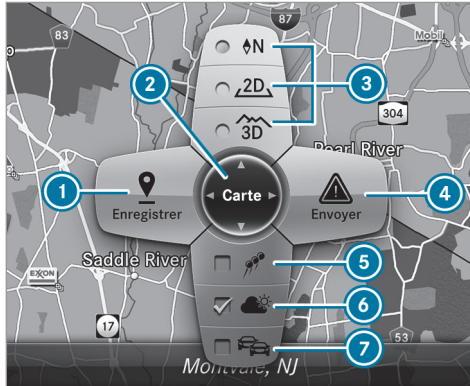 87
83
Mobil
N
2D
3
2
304
3D
Pearl River
1
Carte
4
Enregistrer
Envoyer
Saddle River
5
EXXON
6
17
53
7
Montvale, NJ